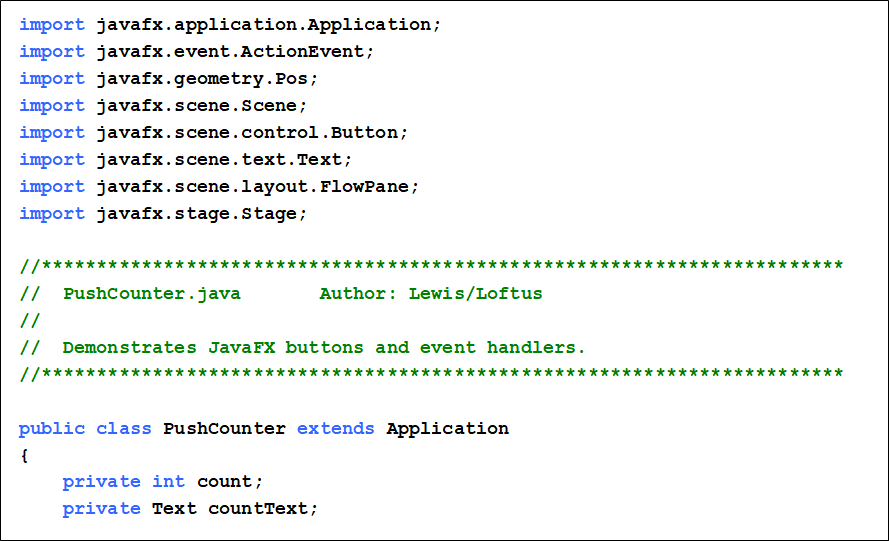 import javafx.application.Application;
import javafx.event.ActionEvent;
import javafx.geometry.Pos;
import javafx.scene.Scene;
import javafx.scene.control.Button;
import javafx.scene.text.Text;
import javafx.scene.layout.FlowPane;
import javafx.stage.Stage;
//************************************************************************
//  PushCounter.java       Author: Lewis/Loftus
//
//  Demonstrates JavaFX buttons and event handlers.
//************************************************************************
public class PushCounter extends Application
{
    private int count;
    private Text countText;